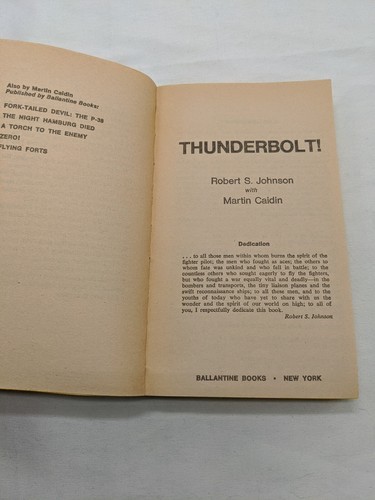 Also by Martin Caidin
Published by Ballantine Books:
FORK-TAILED DEVIL: THE P-38
THE NIGHT HAMBURG DIED
A TORCH TO THE ENEMY
ZERO!
FLYING FORTS
THUNDERBOLT!
Robert S. Johnson
with
Martin Caidin
Dedication
. . . to all those men within whom burns the spirit of the
fighter pilot; the men who fought as aces; the others to
whom fate was unkind and who fell in battle; to the
countless others who sought eagerly to fly the fighters,
but who fought a war equally vital and deadly—in the
bombers and transports, the tiny liaison planes and the
swift reconnaissance ships; to all these men, and to the
youths of today who have yet to share with us the
wonder and the spirit of our world on high; to all of
you, I respectfully dedicate this book.
Robert S. Johnson
BALLANTINE BOOKS • NEW YORK